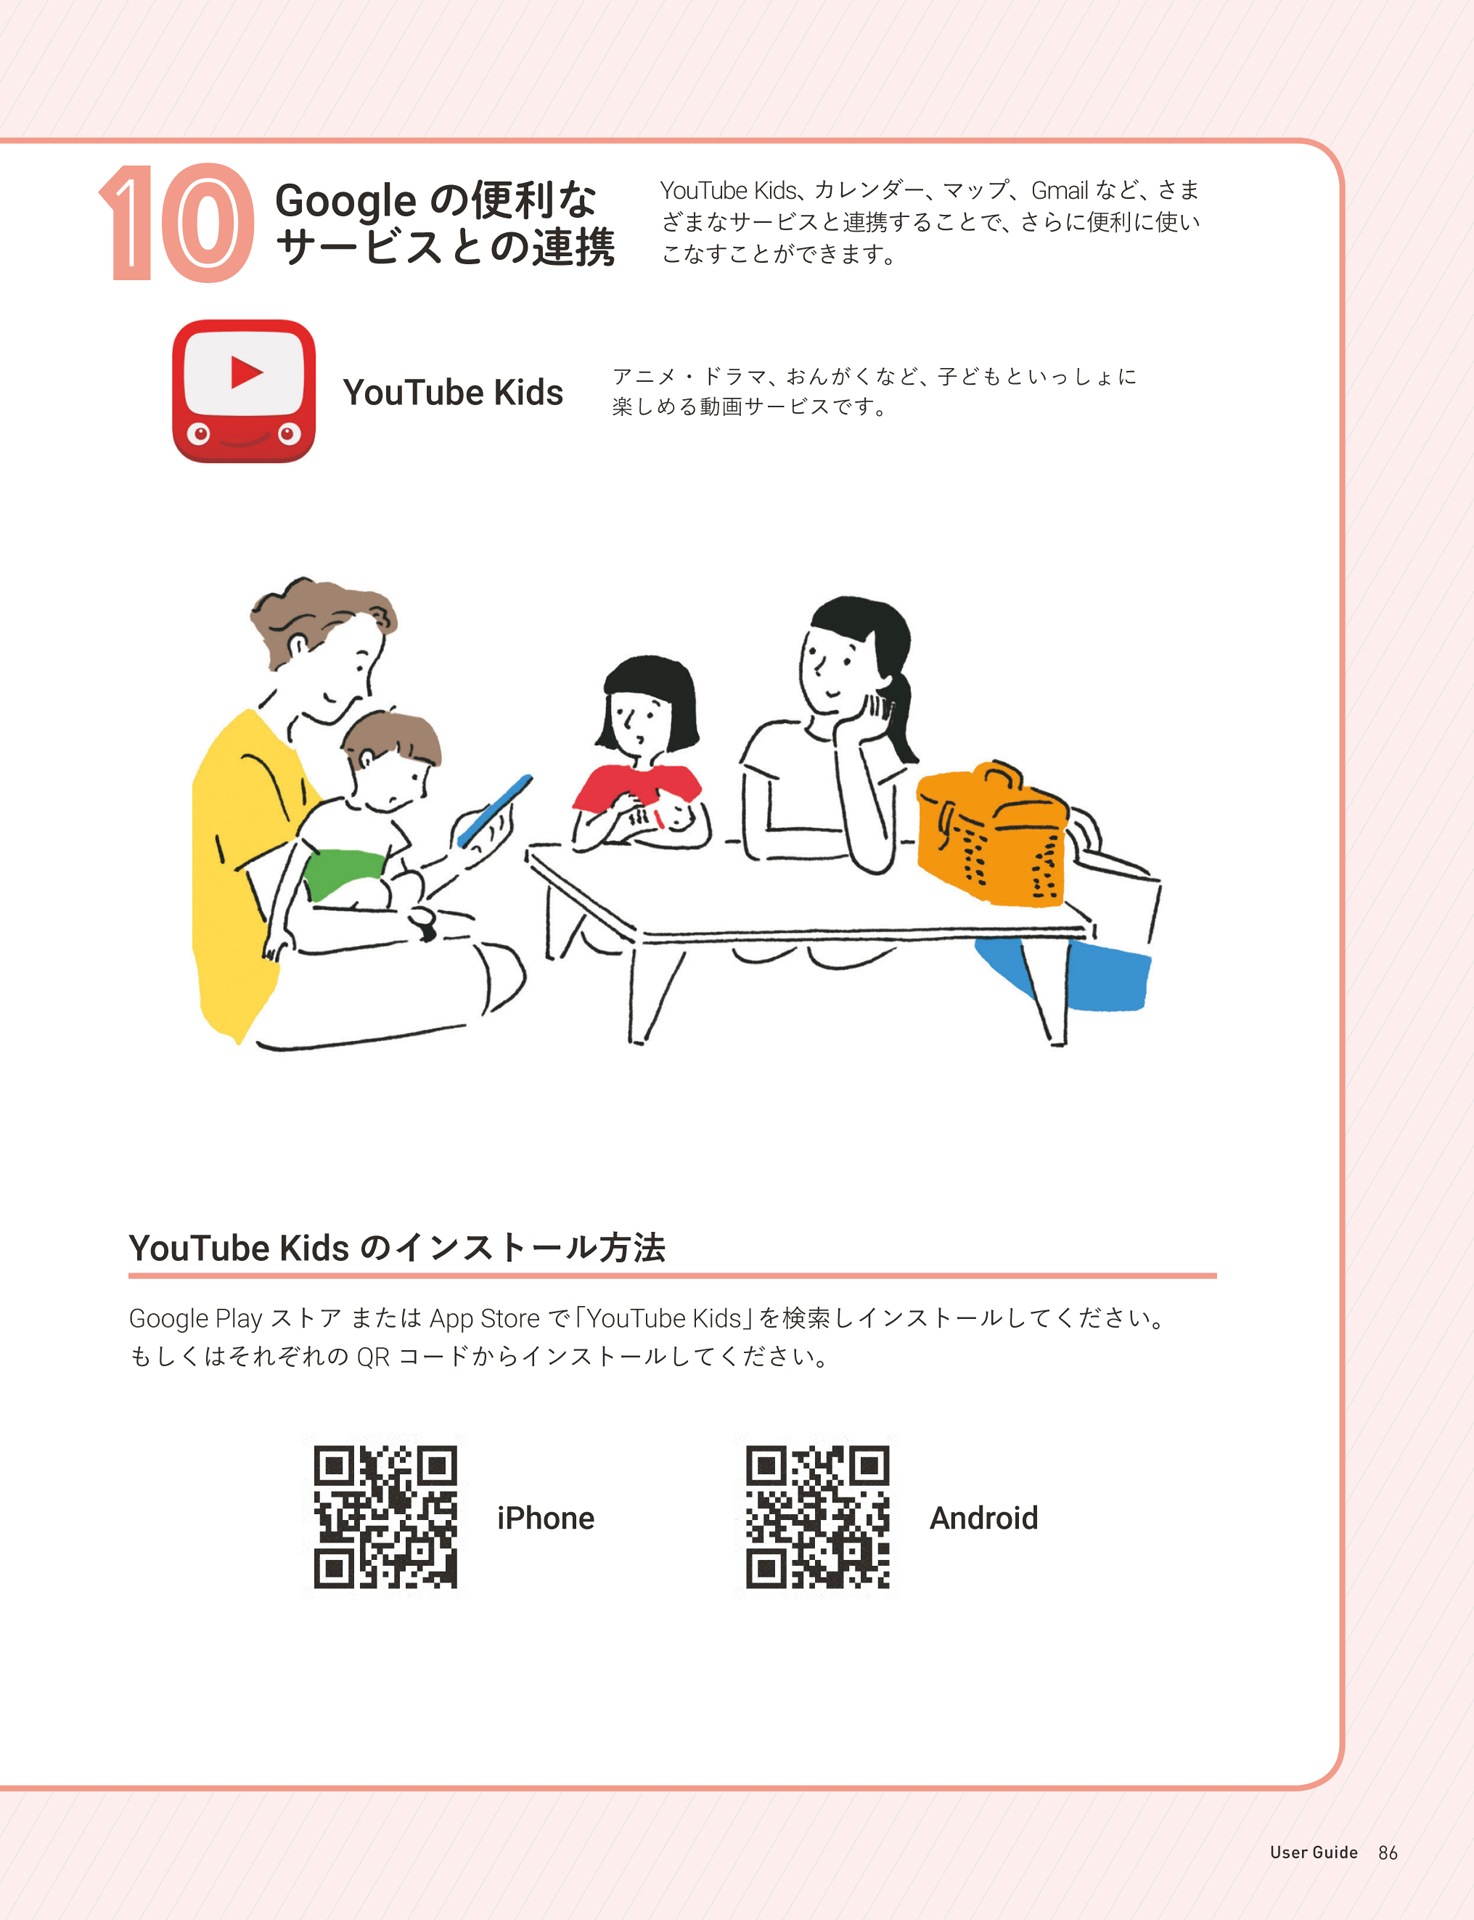 10
Google の便利な
サービスとの連携
YouTube Kids、カレンダー、マップ、Gmail など、さま
ざまなサービスと連携することで、さらに便利に使い
こなすことができます。
YouTube Kids
アニメ・ドラマ、おんがくなど、子どもといっしょに
楽しめる動画サービスです。
YouTube Kids のインストール方法
Google Play ストア または App Store で「YouTube Kids」を検索しインストールしてください。
もしくはそれぞれの QR コードからインストールしてください。
iPhone
Android
User Guide 86